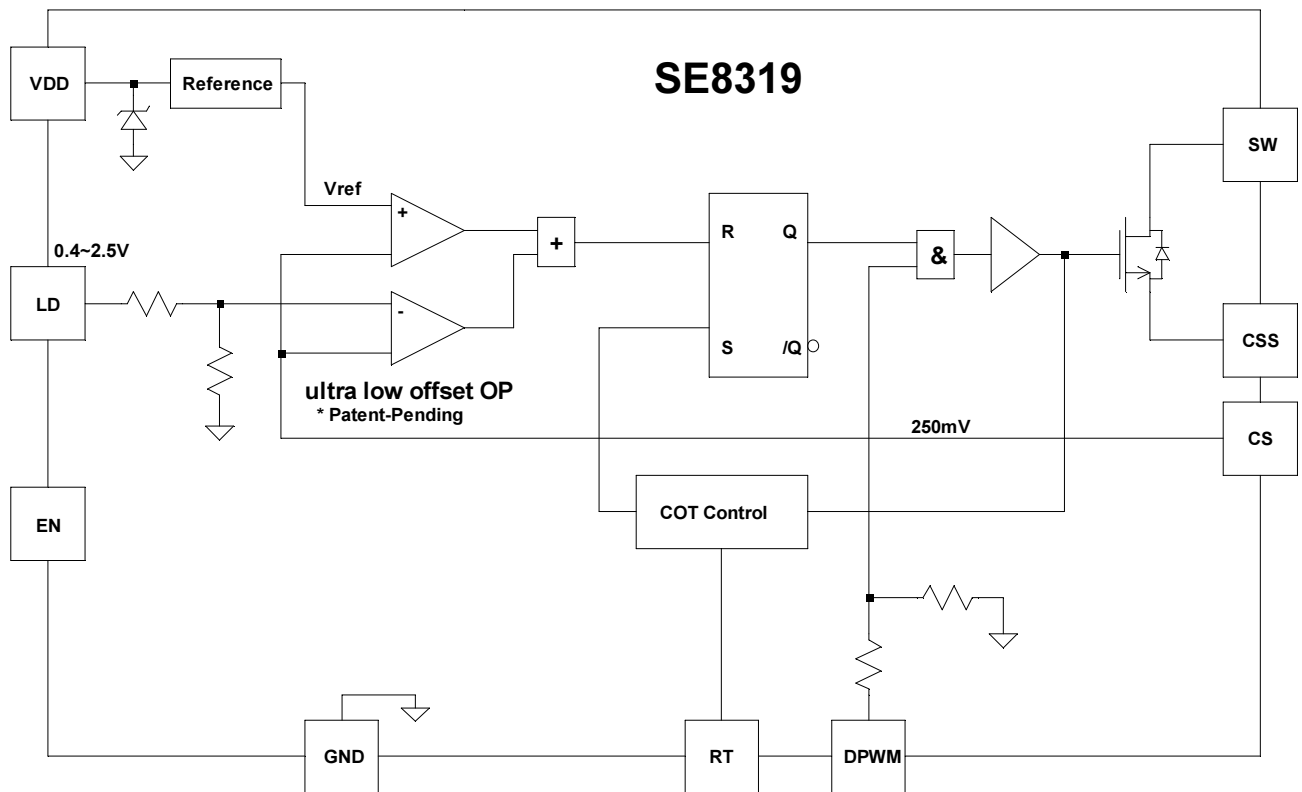 SE8319
VDD
Reference
SW
Vref
+
+
R
Q
&
0.4~2.5V
LD
-
S
/Q
CSS
ultra low offset OP
* Patent-Pending
250mV
CS
EN
COT Control
GND
RT
DPWM